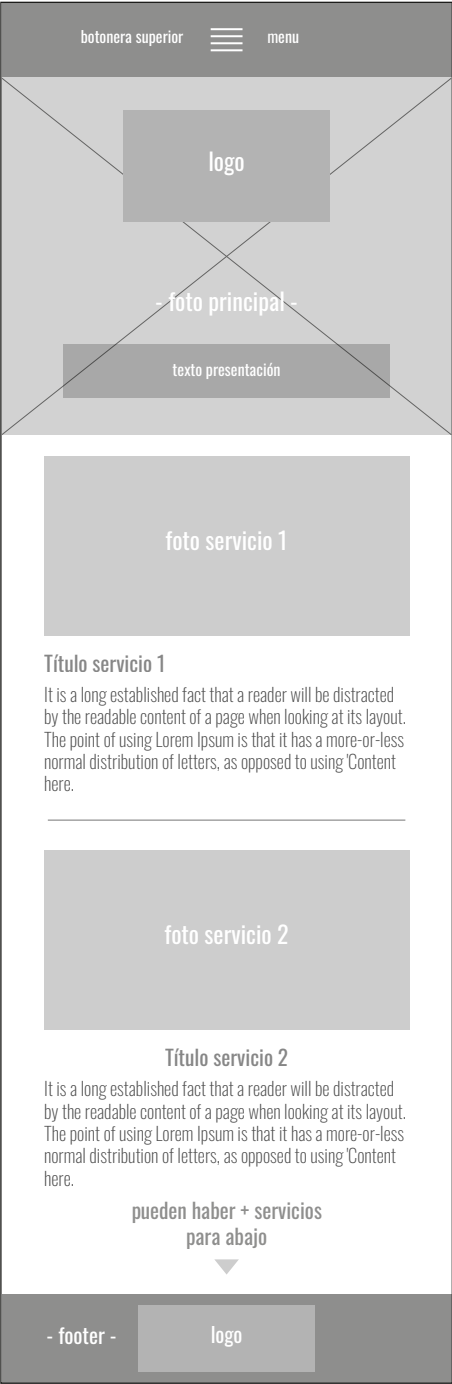 botonera superior
menu
logo
- foto principal -
texto presentación
foto servicio 1
Título servicio 1
It is a long established fact that a reader will be distracted
by the readable content of a page when looking at its layout.
The point of using Lorem Ipsum is that it has a more-or-less
normal distribution of letters, as opposed to using 'Content
here.
foto servicio 2
Título servicio 2
It is a long established fact that a reader will be distracted
by the readable content of a page when looking at its layout.
The point of using Lorem Ipsum is that it has a more-or-less
normal distribution of letters, as opposed to using 'Content
here.
pueden haber + servicios
para abajo
- footer -
logo